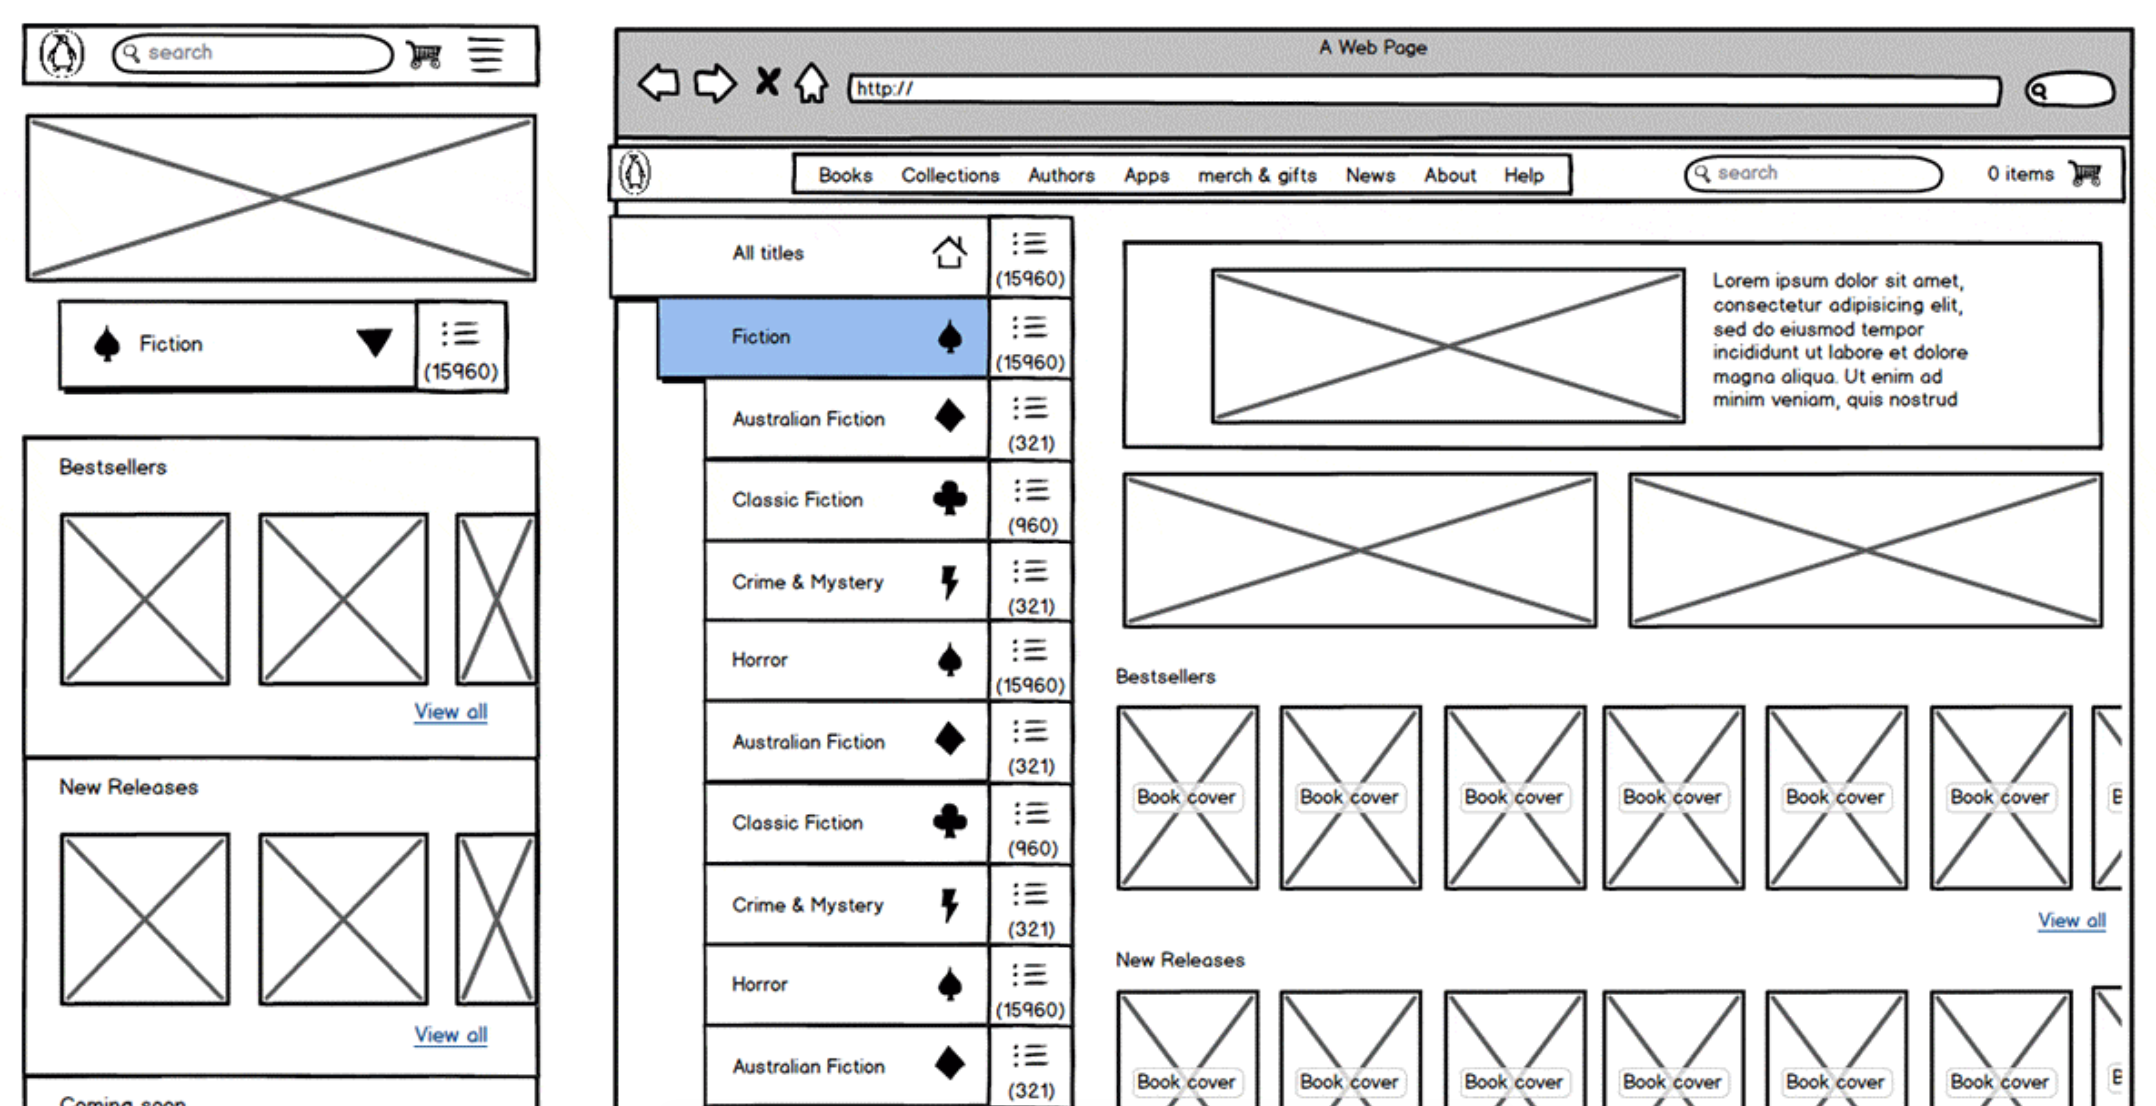 search
Fiction
(15960)
Bestsellers
View all
New Releases
View all
Coming soon
A Web Page
http://
Books Collections Authors Apps merch & gifts News About Help
search
0 items
All titles
(15960)
Fiction
(15960)
Australian Fiction
(321)
Classic Fiction
(960)
Crime & Mystery
(321)
Horror
(15960)
Australian Fiction
(321)
Classic Fiction
(960)
Crime & Mystery
(321)
Horror
(15960)
Australian Fiction
(321)
Lorem ipsum dolor sit amet,
consectetur adipisicing elit,
sed do eiusmod tempor
incididunt ut labore et dolore
magna aliqua. Ut enim ad
minim veniam, quis nostrud
Bestsellers
Book cover Book cover Book cover Book cover Book cover Book cover B
View all
New Releases
Book cover Book cover Book cover Book cover Book cover Book cover B